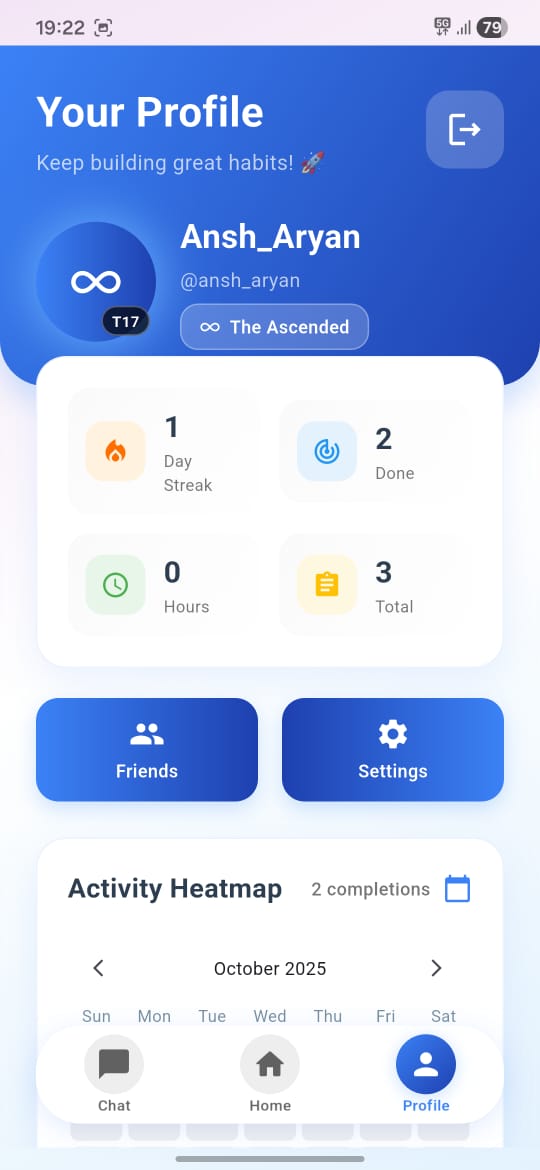 19:22
5G
79
Your Profile
Keep building great habits! 🚀
Ansh_Aryan
@ansh_aryan
T17
The Ascended
1
Day
Streak
2
Done
0
Hours
3
Total
Friends
Settings
Activity Heatmap
2 completions
October 2025
Sun Mon Tue Wed Thu Fri Sat
Chat
Home
Profile